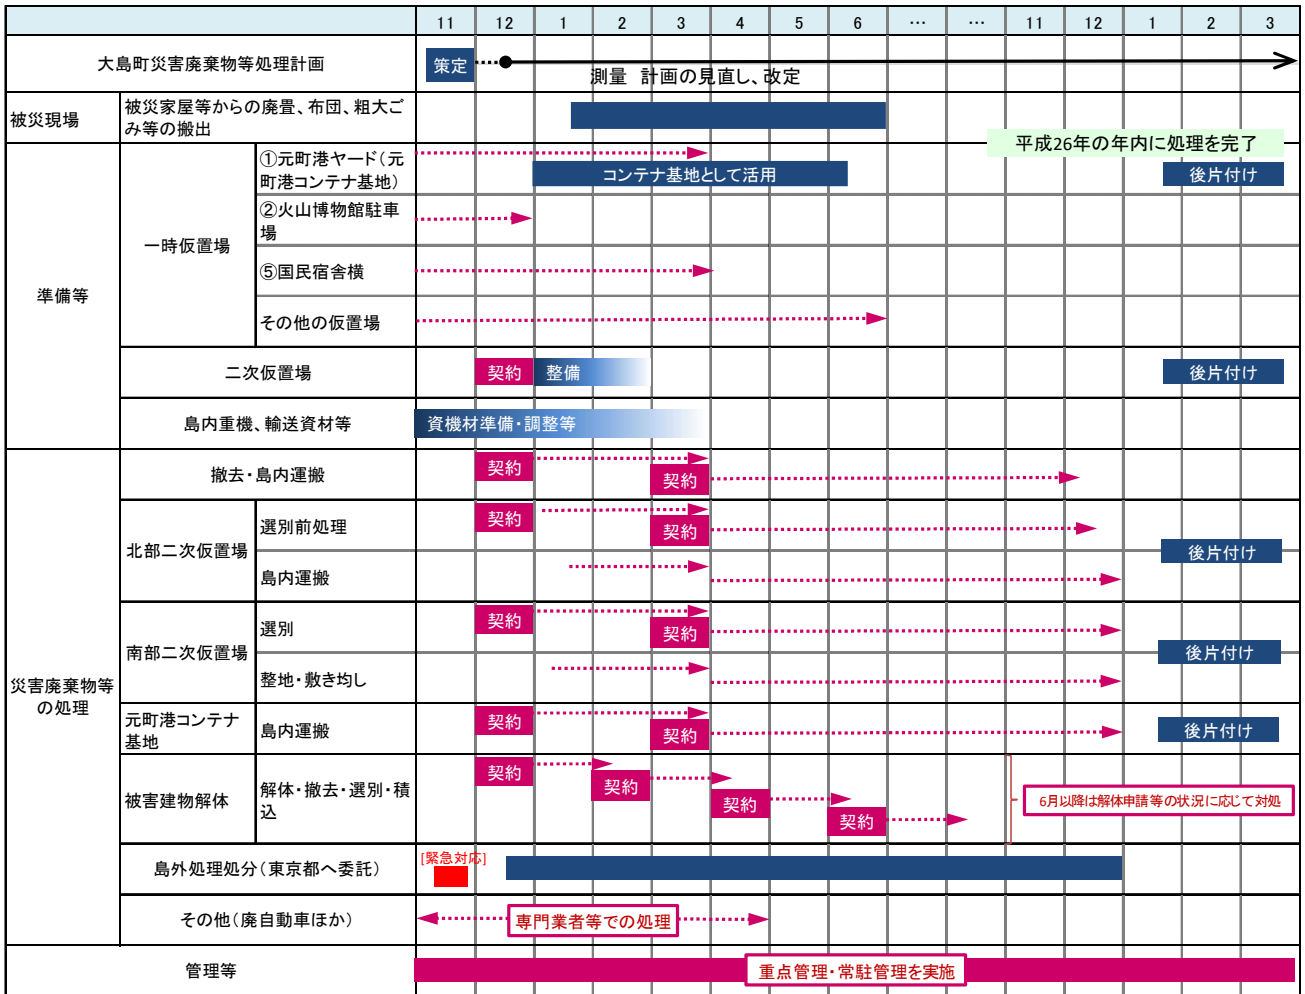 11 12 1 2 3 4 5 6 … … 11 12 1 2 3
大島町災害廃棄物等処理計画
策定
測量 計画の見直し、改定
被災現場
被災家屋等からの廃畳、布団、粗大ご
み等の搬出
平成26年の年内に処理を完了
準備等
一時仮置場
①元町港ヤード(元
町港コンテナ基地)
コンテナ基地として活用
後片付け
②火山博物館駐車
場
⑤国民宿舎横
その他の仮置場
二次仮置場
契約
整備
後片付け
島内重機、輸送資材等
資機材準備・調整等
災害廃棄物等
の処理
撤去・島内運搬
契約
契約
北部二次仮置場
選別前処理
契約
契約
後片付け
島内運搬
南部二次仮置場
選別
契約
契約
後片付け
整地・敷き均し
元町港コンテナ
基地
島内運搬
契約
契約
後片付け
被害建物解体
解体・撤去・選別・積
込
契約
契約
契約
契約
6月以降は解体申請等の状況に応じて対処
島外処理処分(東京都へ委託)
[緊急対応]
その他(廃自動車ほか)
専門業者等での処理
管理等
重点管理・常駐管理を実施